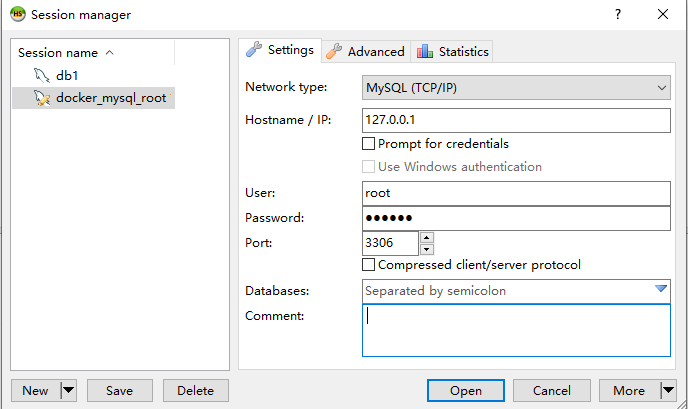 HS Session manager ? ×
Session name
db1
docker_mysql_root
Settings Advanced Statistics
Network type: MySQL (TCP/IP)
Hostname / IP: 127.0.0.1
Prompt for credentials
Use Windows authentication
User: root
Password: ●●●●●●
Port: 3306
Compressed client/server protocol
Databases: Separated by semicolon
Comment:
New Save Delete Open Cancel More